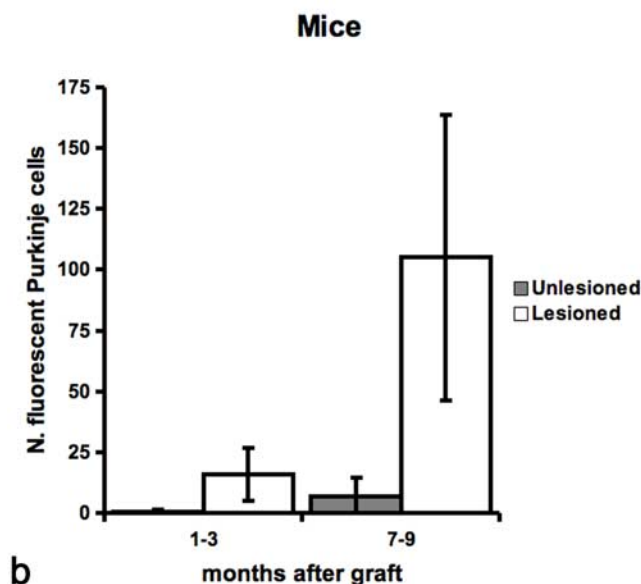 Mice
175
150
125
100
75
50
25
0
N. fluorescent Purkinje cells
Unlesioned
Lesioned
1-3
7-9
months after graft
b